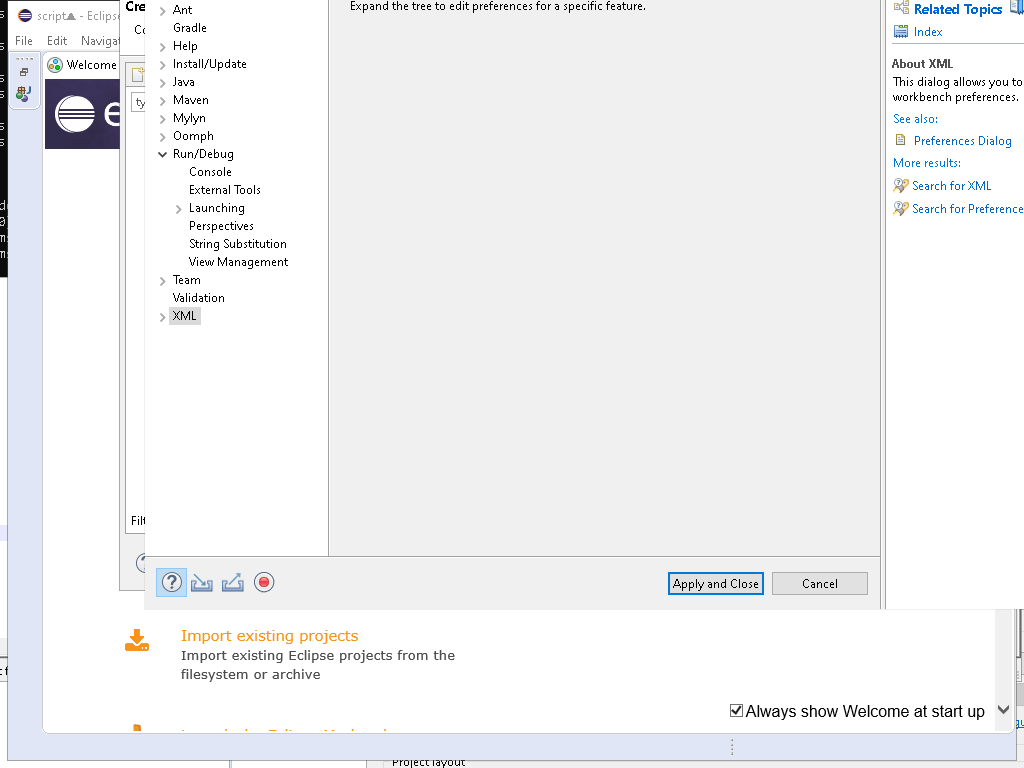 script - Eclipse
File Edit Navigat
Welcome
Cre
Co
ty
Filt
Ant
Gradle
Help
Install/Update
Java
Maven
Mylyn
Oomph
Run/Debug
Console
External Tools
Launching
Perspectives
String Substitution
View Management
Team
Validation
XML
Expand the tree to edit preferences for a specific feature.
Apply and Close
Cancel
Related Topics
Index
About XML
This dialog allows you to
workbench preferences.
See also:
Preferences Dialog
More results:
Search for XML
Search for Preference
Import existing projects
Import existing Eclipse projects from the
filesystem or archive
Always show Welcome at start up
Project layout